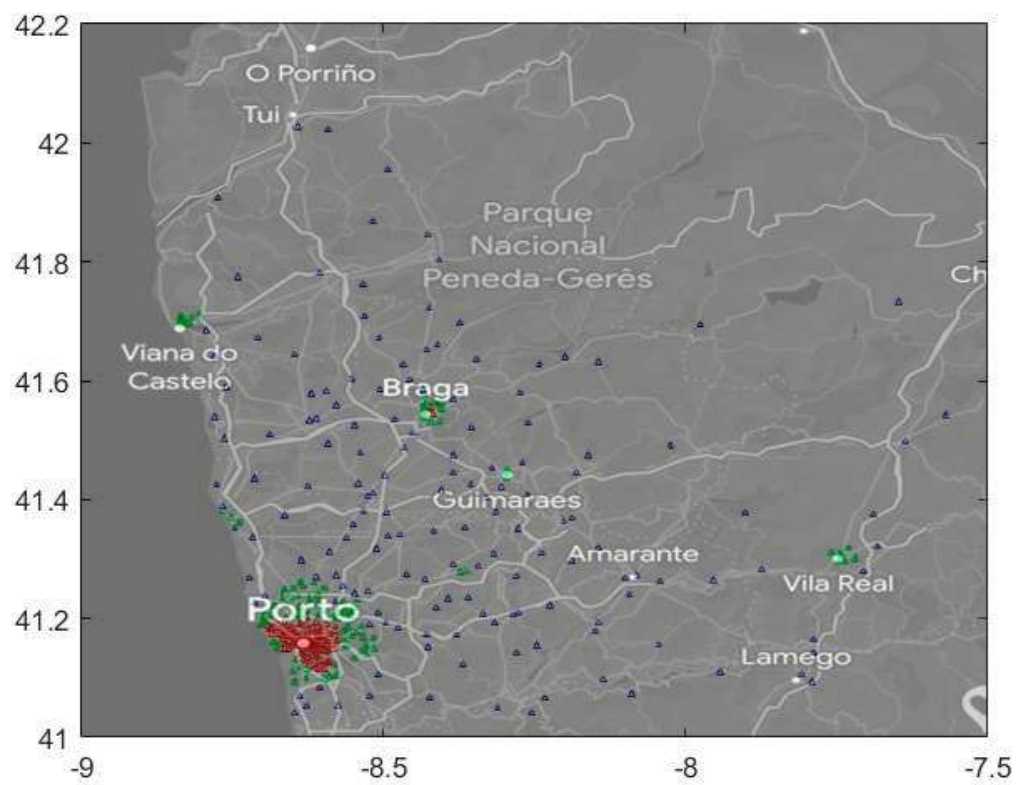 42.2
O Porriño
Tui
42
41.8
Parque
Nacional
Peneda-Gerês
Ch
Viana do
Castelo
41.6
Braga
41.4
Guimaraes
Amarante
Vila Real
41.2
Porto
Lamego
41
-9
-8.5
-8
-7.5